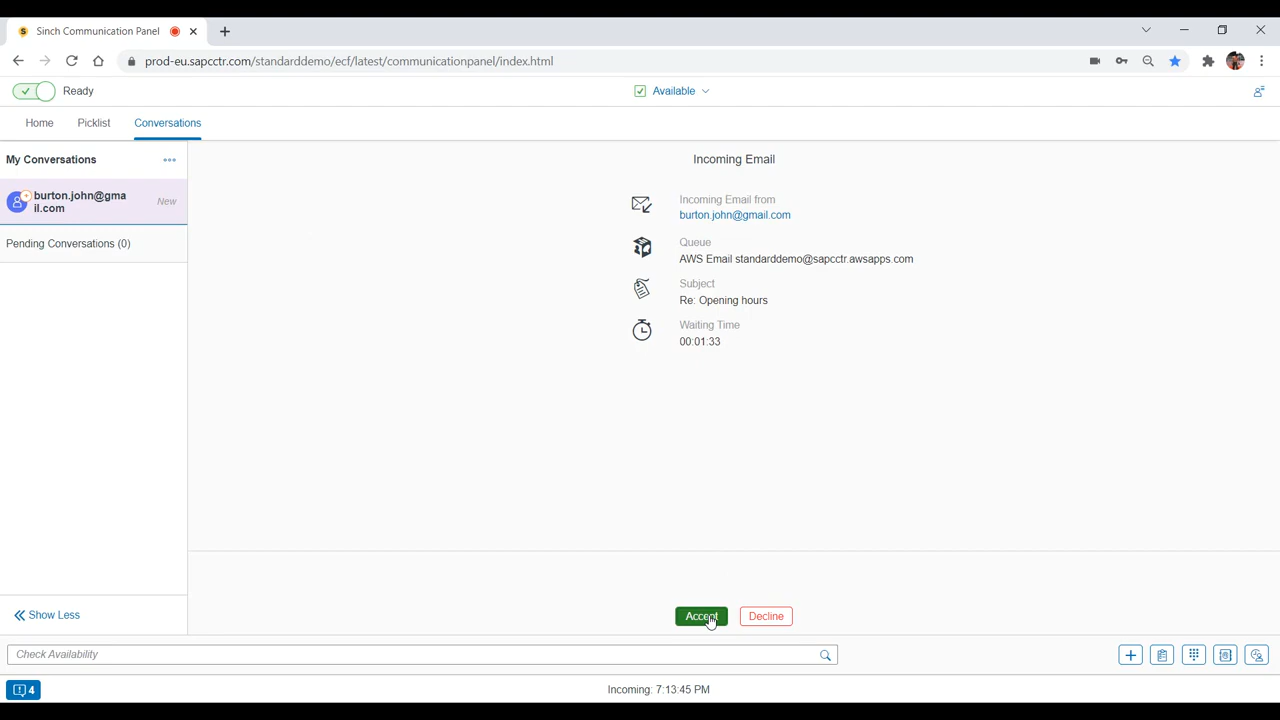 Sinch Communication Panel
prod-eu.sapcctr.com/standarddemo/ecf/latest/communicationpanel/index.html
Ready
Available
Home
Picklist
Conversations
My Conversations
burton.john@gma
il.com
New
Pending Conversations (0)
Show Less
Incoming Email
Incoming Email from
burton.john@gmail.com
Queue
AWS Email standarddemo@sapcctr.awsapps.com
Subject
Re: Opening hours
Waiting Time
00:01:33
Accept
Decline
Check Availability
4
Incoming: 7:13:45 PM